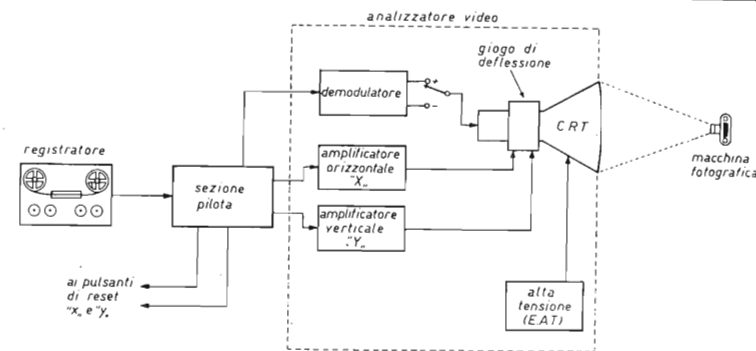 analizzatore video
giogo di
deflessione
demodulatore
+
-
CRT
registratore
amplificatore
orizzontale
"X„
sezione
pilota
amplificatore
verticale
"Y„
macchina
fotografica
ai pulsanti
di reset
"x„ e "y„
alta
tensione
(E.A.T)